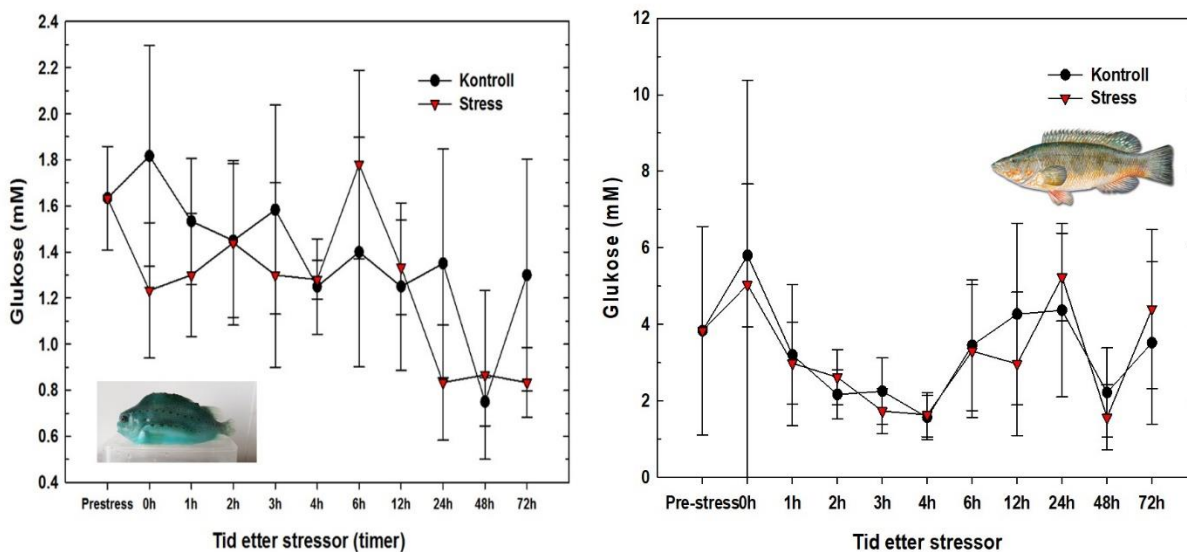 2.4
2.2
2.0
1.8
1.6
1.4
1.2
1.0
0.8
0.6
0.4
Glukose (mM)
Kontroll
Stress
Prestress 0h 1h 2h 3h 4h 6h 12h 24h 48h 72h
Tid etter stressor (timer)
12
10
8
6
4
2
0
Glukose (mM)
Kontroll
Stress
Pre-stress 0h 1h 2h 3h 4h 6h 12h 24h 48h 72h
Tid etter stressor